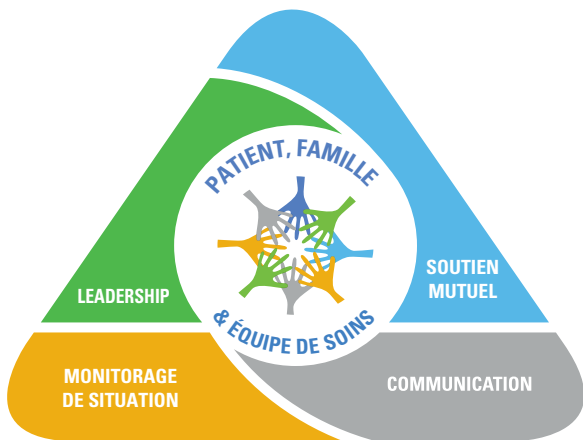 PATIENT, FAMILLE
& ÉQUIPE DE SOINS
LEADERSHIP
SOUTIEN
MUTUEL
MONITORAGE
DE SITUATION
COMMUNICATION